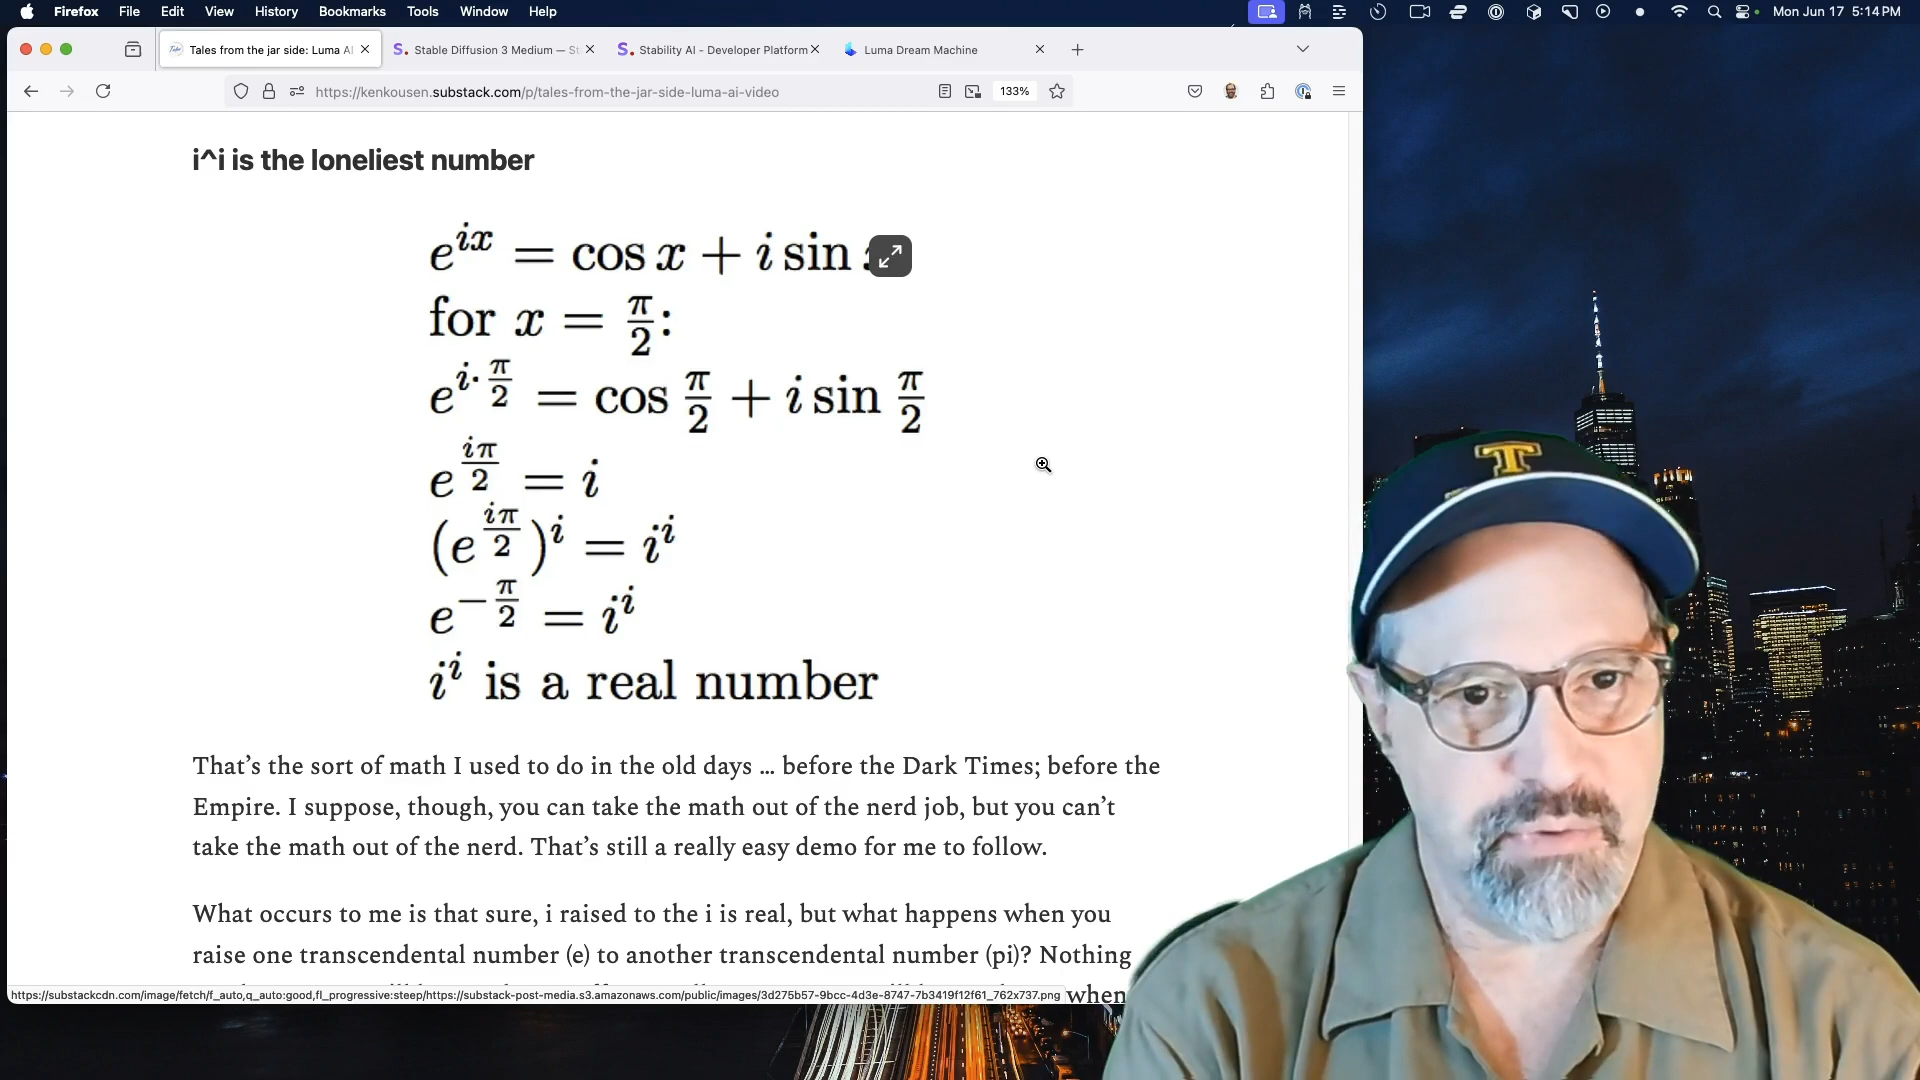 Firefox File Edit View History Bookmarks Tools Window Help Mon Jun 17 5:14 PM
Tales from the jar side: Luma AI Stable Diffusion 3 Medium — St Stability AI - Developer Platform Luma Dream Machine
https://kenkousen.substack.com/p/tales-from-the-jar-side-luma-ai-video 133%
i^i is the loneliest number
e^{ix} = cos x + i sin
for x = π/2:
e^{i·π/2} = cos π/2 + i sin π/2
e^{iπ/2} = i
(e^{iπ/2})^i = i^i
e^{-π/2} = i^i
i^i is a real number
That’s the sort of math I used to do in the old days … before the Dark Times; before the
Empire. I suppose, though, you can take the math out of the nerd job, but you can’t
take the math out of the nerd. That’s still a really easy demo for me to follow.
What occurs to me is that sure, i raised to the i is real, but what happens when you
raise one transcendental number (e) to another transcendental number (pi)? Nothing
when
https://substackcdn.com/image/fetch/f_auto,q_auto:good,fl_progressive:steep/https://substack-post-media.s3.amazonaws.com/public/images/3d275b57-9bcc-4d3e-8747-7b3419f12f61_762x737.png
T